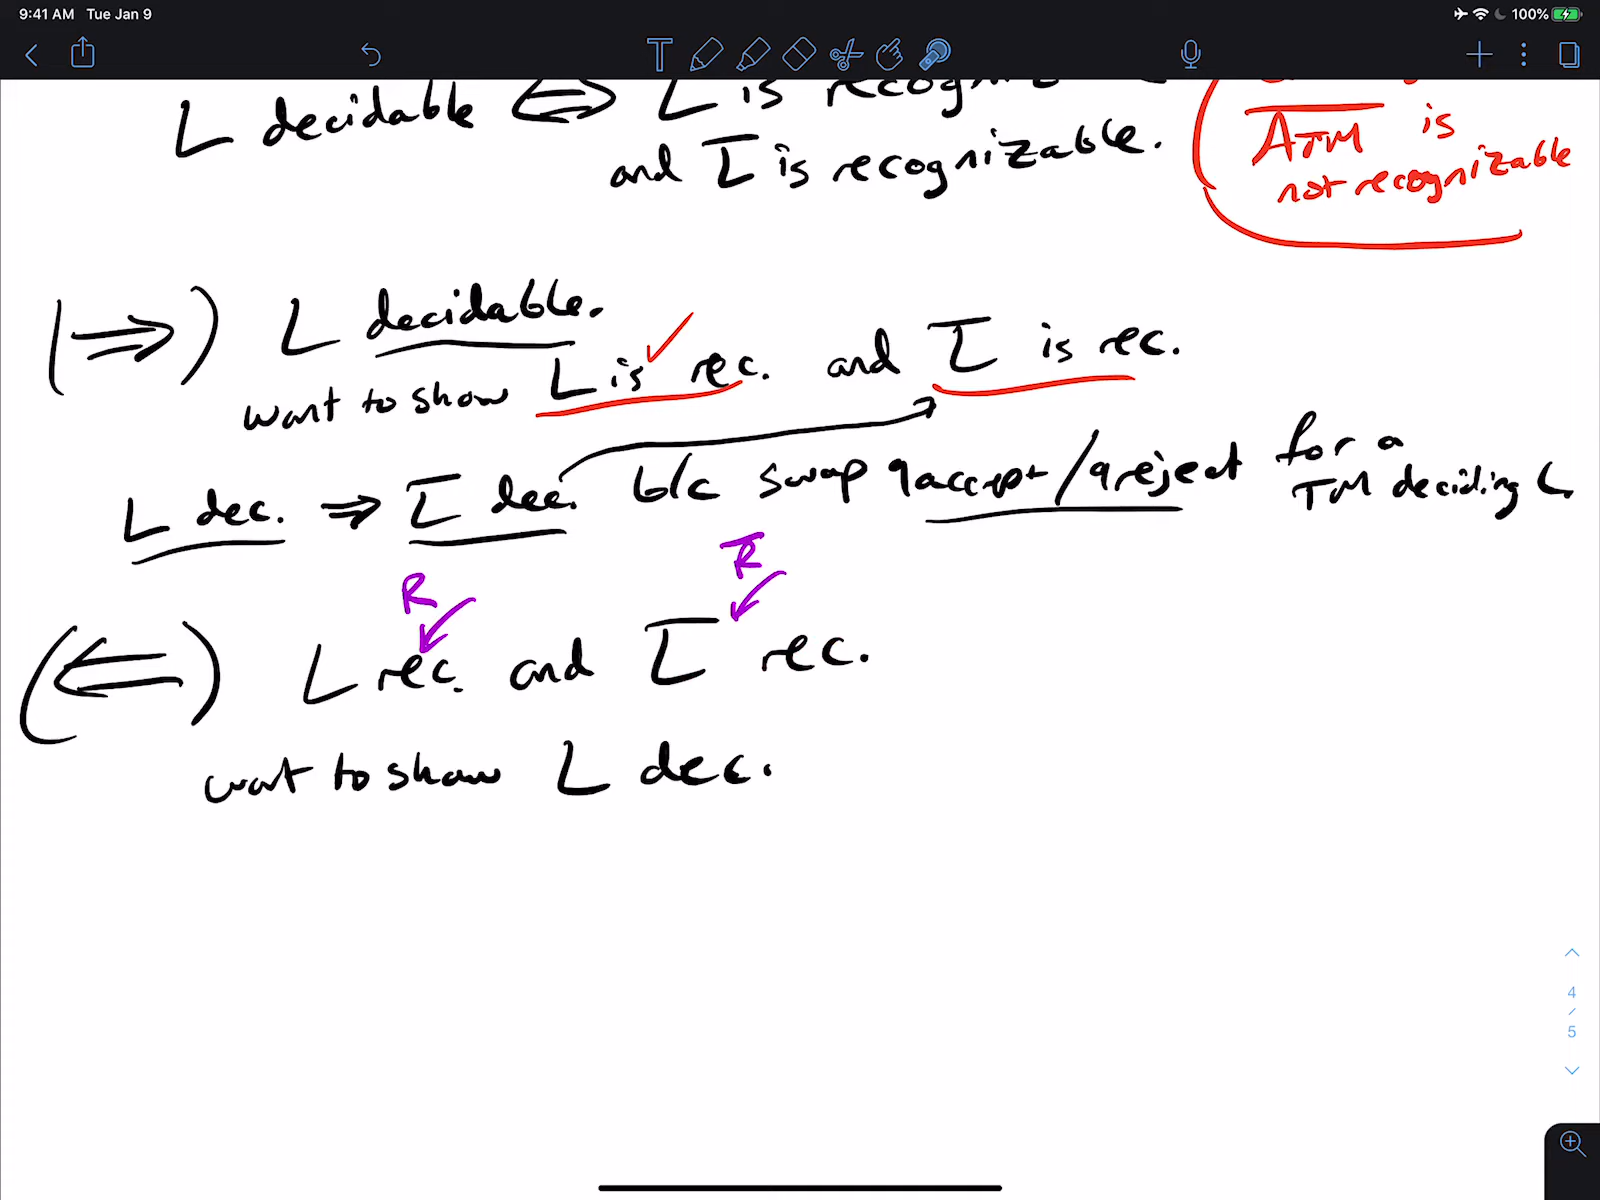 9:41 AM Tue Jan 9
100%
L decidable ⟺ L is
and L̅ is recognizable.
A̅T̅M̅ is
not recognizable
(⟹) L decidable.
want to show L is rec. and L̅ is rec.
L dec. ⟹ L̅ dec. b/c swap qaccept/qreject for a
TM deciding L.
R
R̅
(⟸) L rec. and L̅ rec.
want to show L dec.
4
/
5